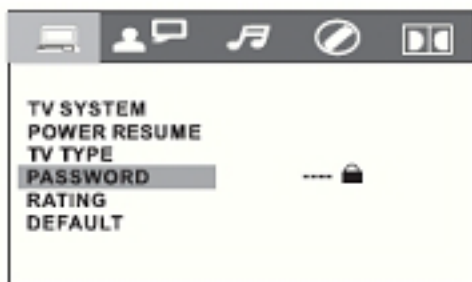 TV SYSTEM
POWER RESUME
TV TYPE
PASSWORD ----
RATING
DEFAULT